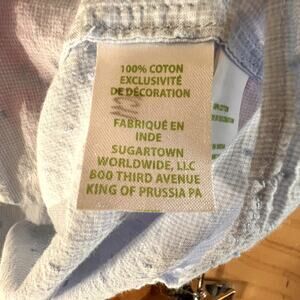 100% COTON
EXCLUSIVITÉ
DE DÉCORATION
FABRIQUÉ EN
INDE
SUGARTOWN
WORLDWIDE, LLC
800 THIRD AVENUE
KING OF PRUSSIA PA